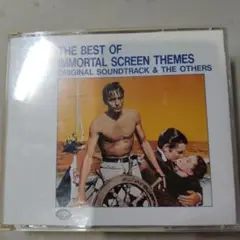 THE BEST OF
IMMORTAL SCREEN THEMES
ORIGINAL SOUNDTRACK & THE OTHERS